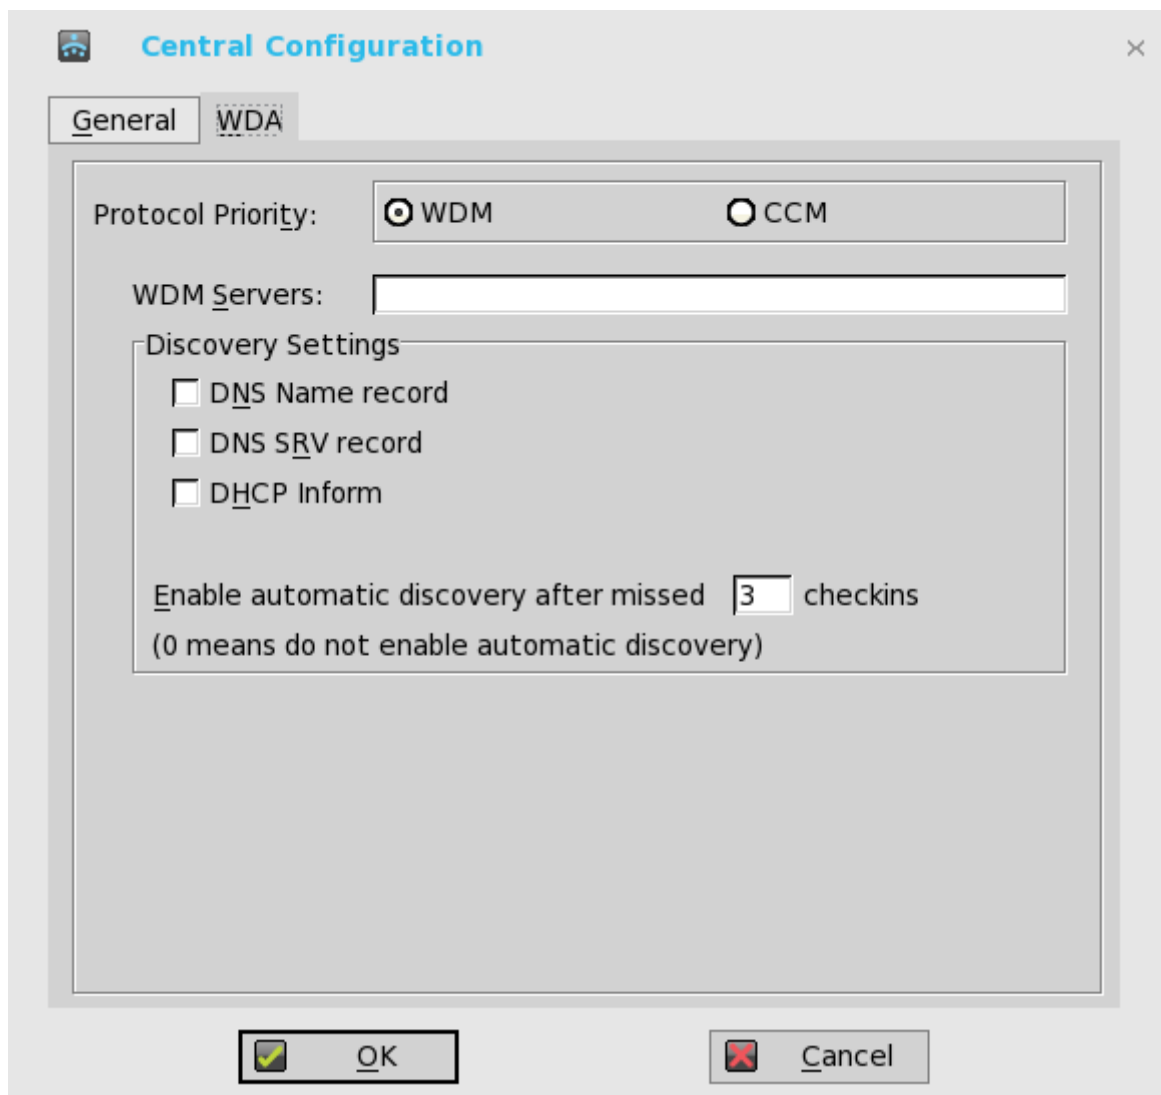 Central Configuration
General WDA
Protocol Priority: WDM CCM
WDM Servers:
Discovery Settings
DNS Name record
DNS SRV record
DHCP Inform
Enable automatic discovery after missed 3 checkins
(0 means do not enable automatic discovery)
OK Cancel